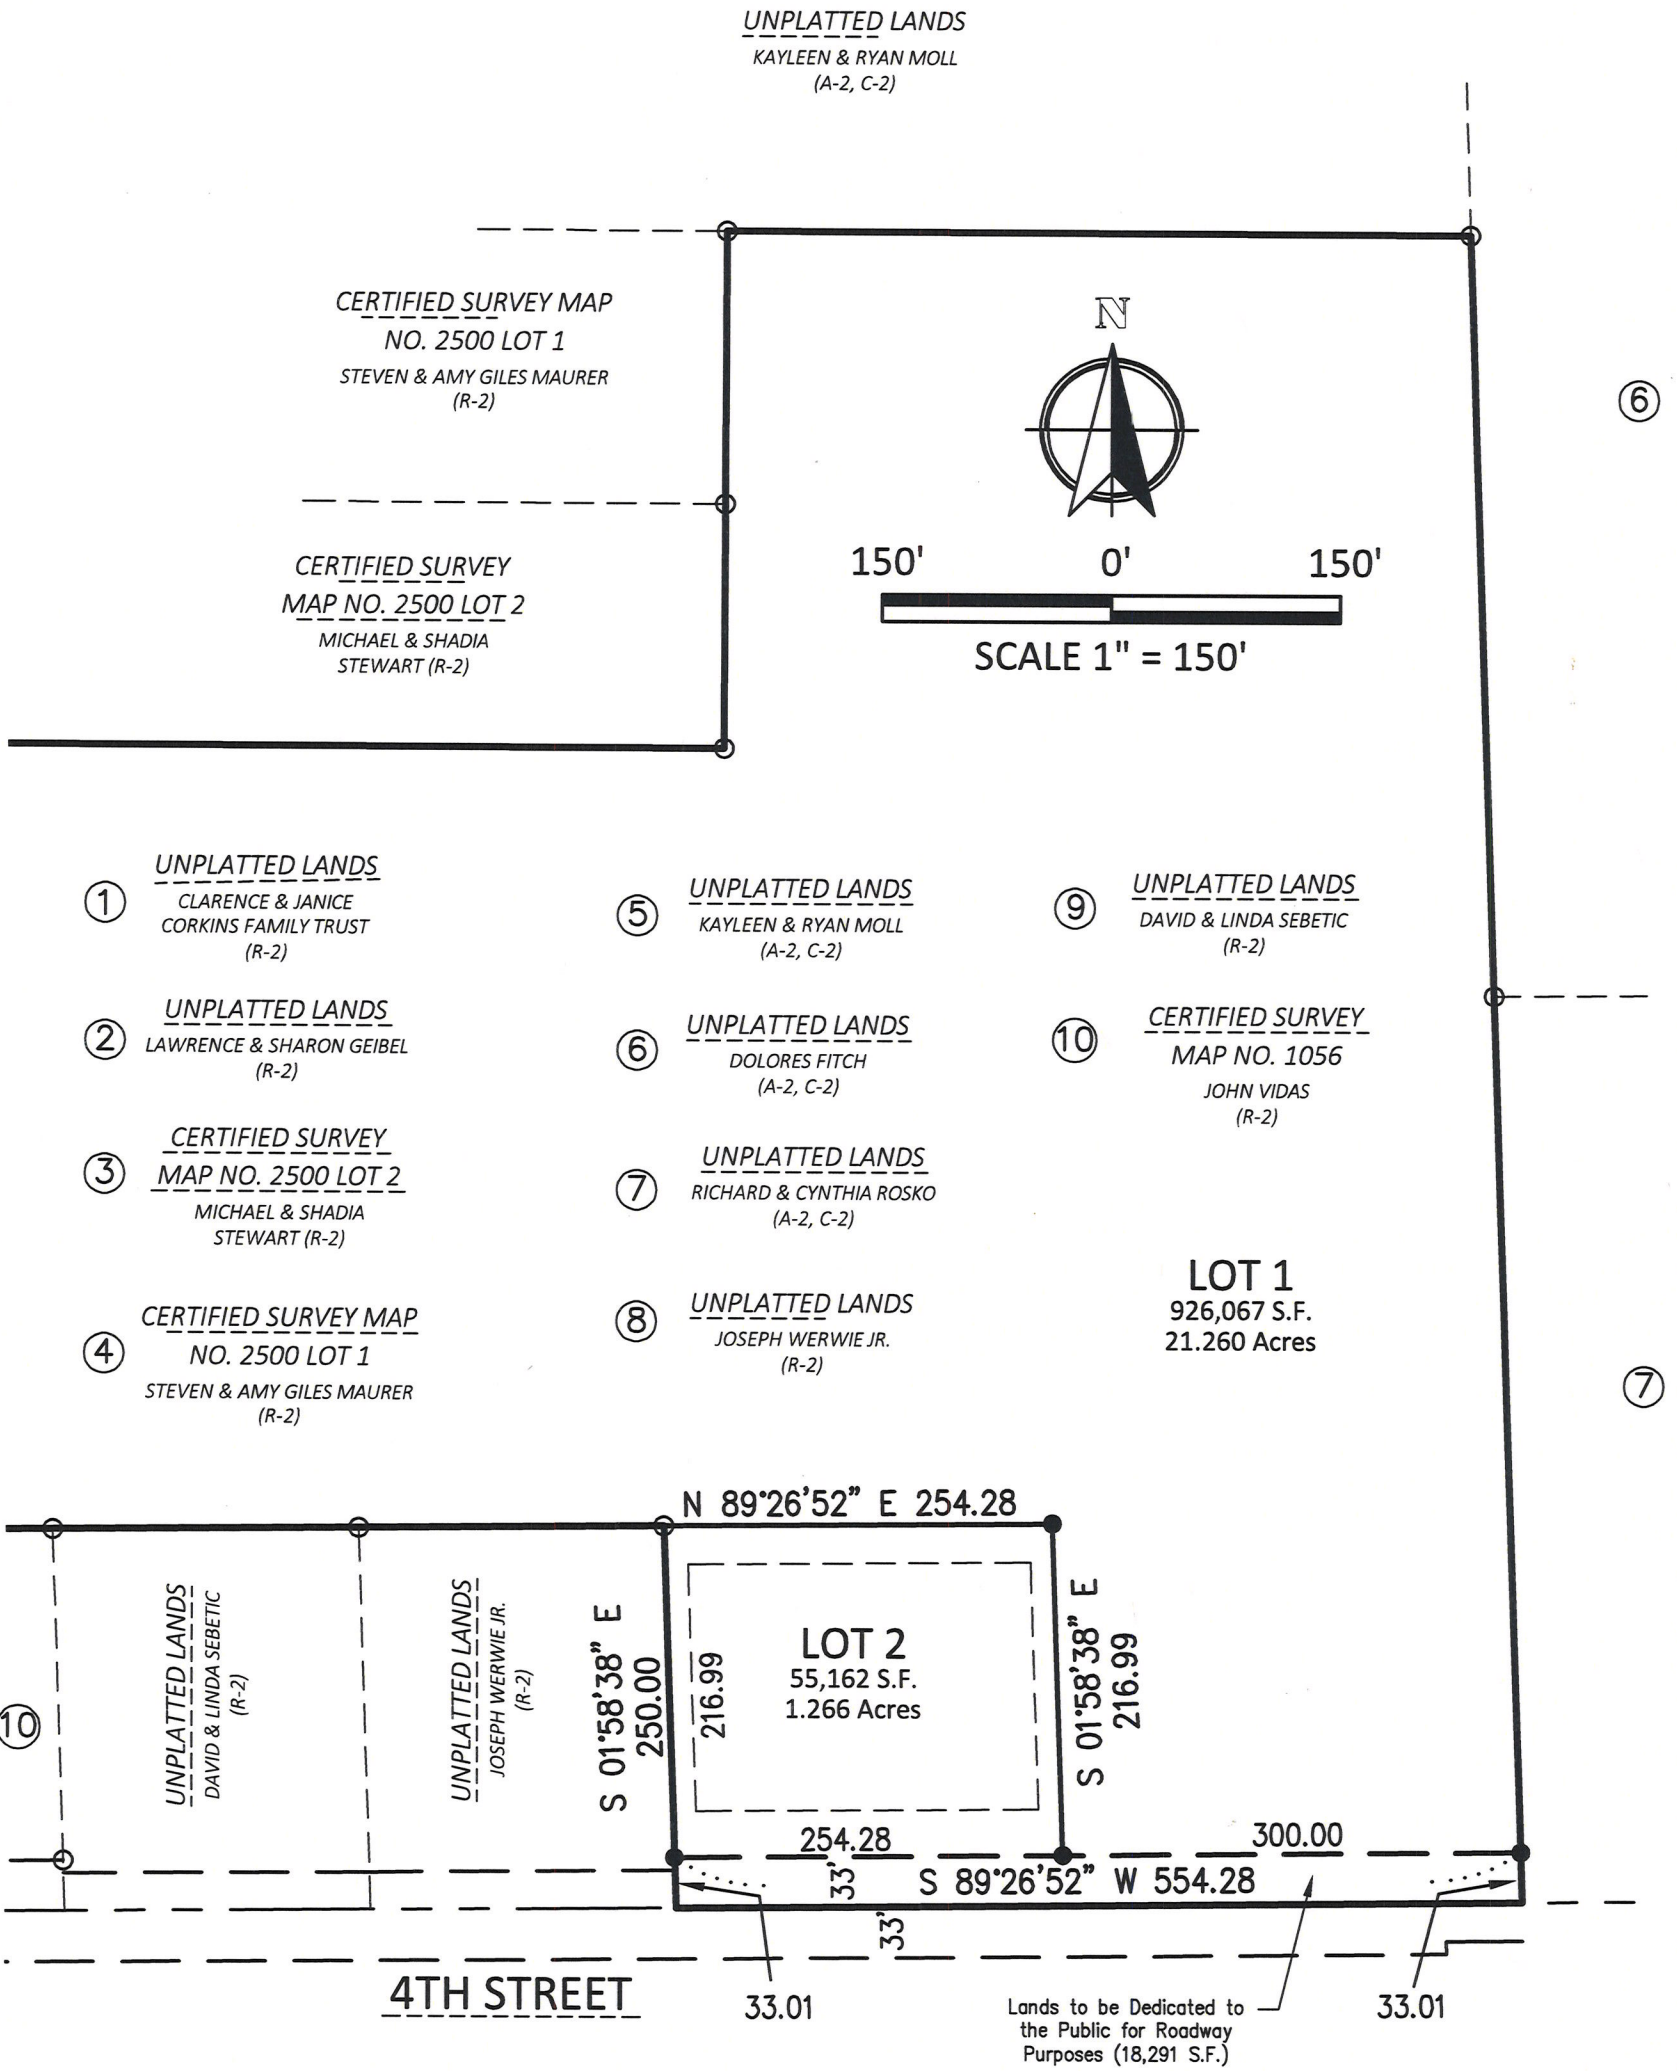 UNPLATTED LANDS
KAYLEEN & RYAN MOLL
(A-2, C-2)
CERTIFIED SURVEY MAP
NO. 2500 LOT 1
STEVEN & AMY GILES MAURER
(R-2)
N
6
150' 0' 150'
SCALE 1" = 150'
CERTIFIED SURVEY
MAP NO. 2500 LOT 2
MICHAEL & SHADIA
STEWART (R-2)
1
UNPLATTED LANDS
CLARENCE & JANICE
CORKINS FAMILY TRUST
(R-2)
2
UNPLATTED LANDS
LAWRENCE & SHARON GEIBEL
(R-2)
3
CERTIFIED SURVEY
MAP NO. 2500 LOT 2
MICHAEL & SHADIA
STEWART (R-2)
4
CERTIFIED SURVEY MAP
NO. 2500 LOT 1
STEVEN & AMY GILES MAURER
(R-2)
5
UNPLATTED LANDS
KAYLEEN & RYAN MOLL
(A-2, C-2)
6
UNPLATTED LANDS
DOLORES FITCH
(A-2, C-2)
7
UNPLATTED LANDS
RICHARD & CYNTHIA ROSKO
(A-2, C-2)
8
UNPLATTED LANDS
JOSEPH WERWIE JR.
(R-2)
9
UNPLATTED LANDS
DAVID & LINDA SEBETIC
(R-2)
10
CERTIFIED SURVEY
MAP NO. 1056
JOHN VIDAS
(R-2)
LOT 1
926,067 S.F.
21.260 Acres
7
N 89°26'52" E 254.28
10
UNPLATTED LANDS
DAVID & LINDA SEBETIC
(R-2)
UNPLATTED LANDS
JOSEPH WERWIE JR.
(R-2)
S 01°58'38" E
250.00
216.99
LOT 2
55,162 S.F.
1.266 Acres
S 01°58'38" E
216.99
254.28
300.00
33'
S 89°26'52" W 554.28
33'
4TH STREET
33.01
Lands to be Dedicated to
the Public for Roadway
Purposes (18,291 S.F.)
33.01